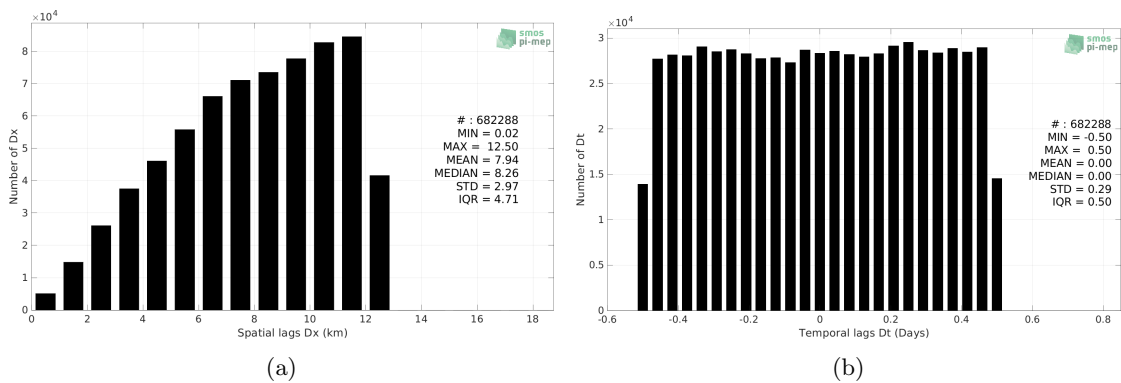 ×10⁴
8
7
6
5
4
3
2
1
0
Number of Dx
0 2 4 6 8 10 12 14 16 18
Spatial lags Dx (km)
smos
pi-mep
# : 682288
MIN = 0.02
MAX = 12.50
MEAN = 7.94
MEDIAN = 8.26
STD = 2.97
IQR = 4.71
(a)
×10⁴
3
2.5
2
1.5
1
0.5
0
Number of Dt
-0.6 -0.4 -0.2 0 0.2 0.4 0.6 0.8
Temporal lags Dt (Days)
smos
pi-mep
# : 682288
MIN = -0.50
MAX = 0.50
MEAN = 0.00
MEDIAN = 0.00
STD = 0.29
IQR = 0.50
(b)